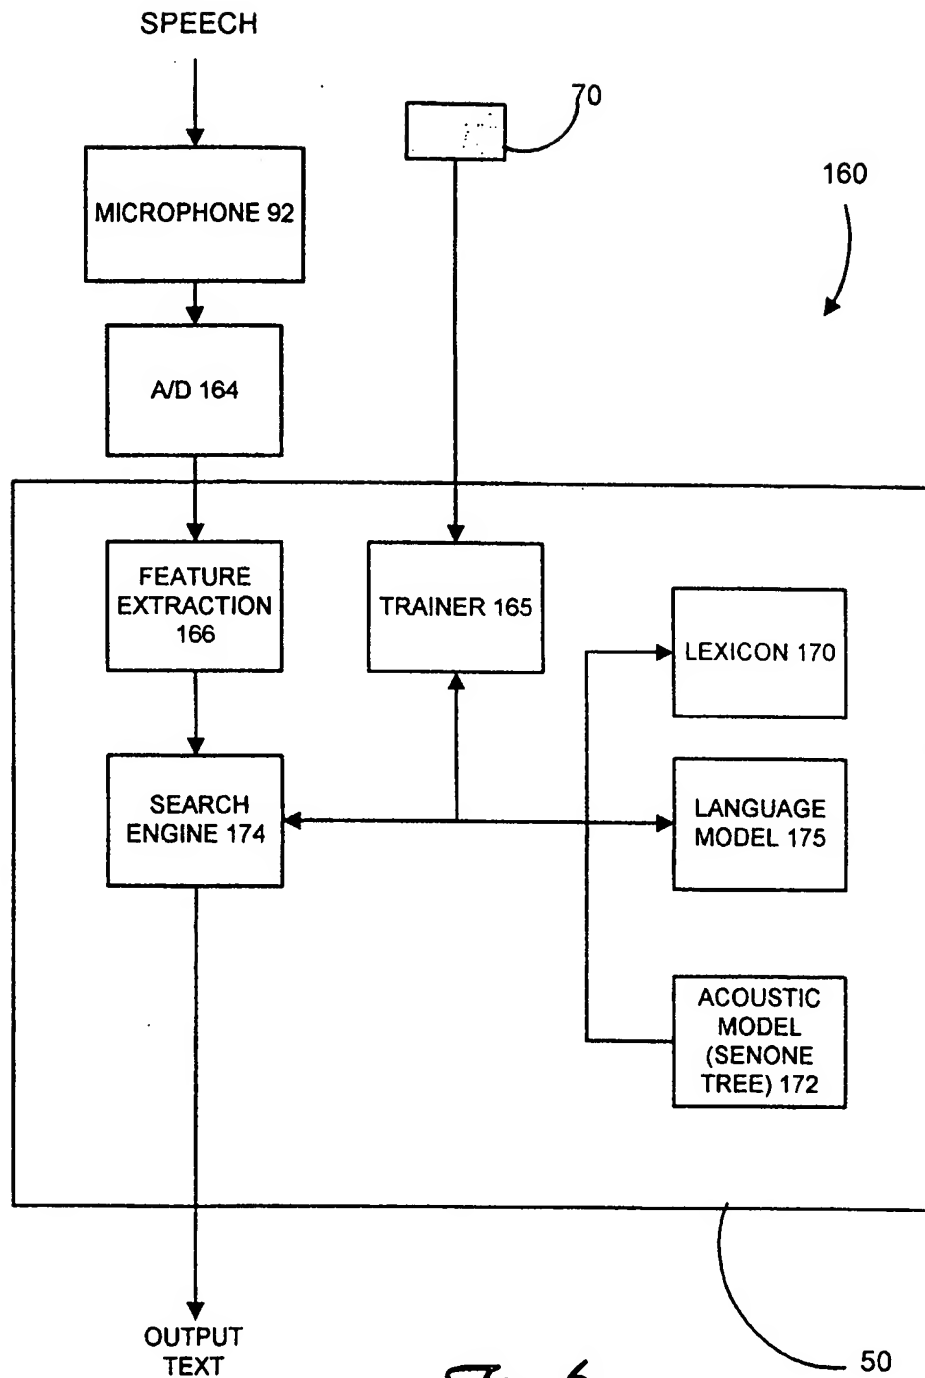 SPEECH
70
160
MICROPHONE 92
A/D 164
FEATURE
EXTRACTION
166
TRAINER 165
LEXICON 170
SEARCH
ENGINE 174
LANGUAGE
MODEL 175
ACOUSTIC
MODEL
(SENONE
TREE) 172
OUTPUT
TEXT
50